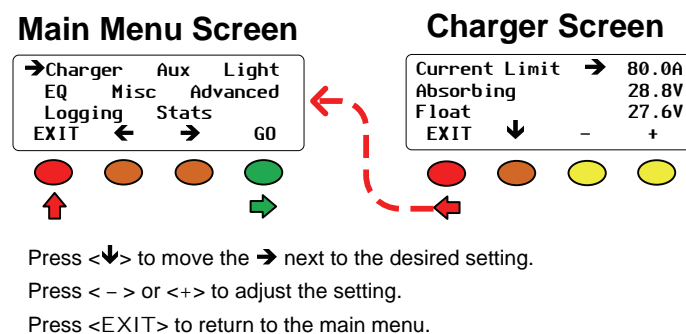 Main Menu Screen
➔Charger Aux Light
EQ Misc Advanced
Logging Stats
EXIT ← → GO
Charger Screen
Current Limit ➔ 80.0A
Absorbing 28.8V
Float 27.6V
EXIT ↓ – +
Press <↓> to move the ➔ next to the desired setting.
Press < – > or <+> to adjust the setting.
Press <EXIT> to return to the main menu.